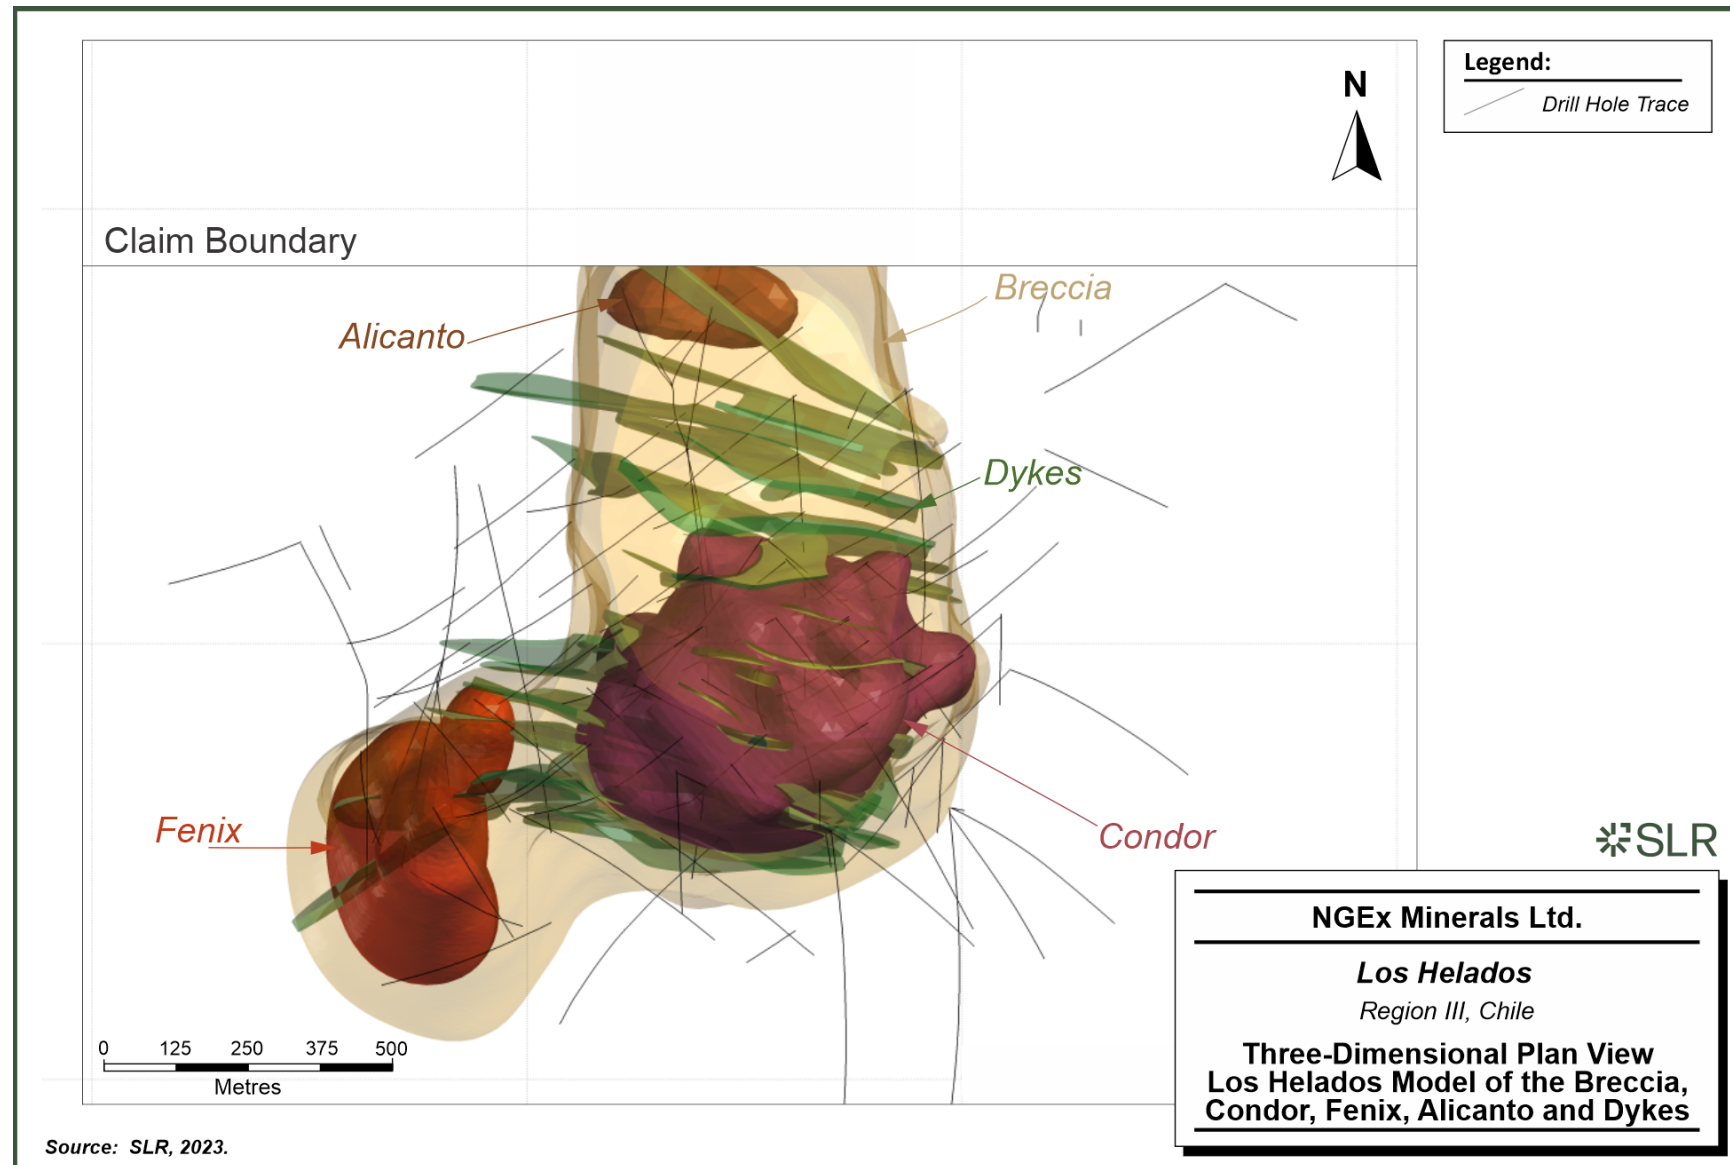 Legend:
Drill Hole Trace
N
Claim Boundary
Breccia
Alicanto
Dykes
Fenix
Condor
SLR
NGEx Minerals Ltd.
Los Helados
Region III, Chile
Three-Dimensional Plan View
Los Helados Model of the Breccia,
Condor, Fenix, Alicanto and Dykes
0 125 250 375 500
Metres
Source: SLR, 2023.